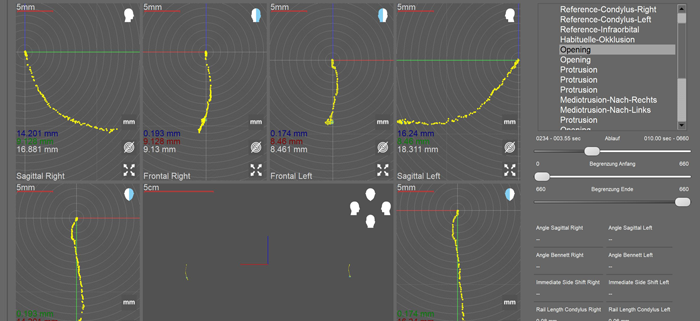 5mm
5mm
5mm
5mm
mm
mm
mm
mm
14.201 mm
16.881 mm
0.193 mm
9.128 mm
9.13 mm
0.174 mm
8.46 mm
8.461 mm
16.24 mm
18.311 mm
Sagittal Right
Frontal Right
Frontal Left
Sagittal Left
5mm
5cm
5mm
mm
mm
Reference-Condylus-Right
Reference-Condylus-Left
Reference-Infraorbital
Habituelle-Okklusion
Opening
Opening
Protrusion
Protrusion
Protrusion
Mediotrusion-Nach-Rechts
Mediotrusion-Nach-Links
Protrusion
0234 - 003.55 sec Ablauf 010.00 sec - 0660
0 Begrenzung Anfang 660
660 Begrenzung Ende 660
Angle Sagittal Right Angle Sagittal Left
-- --
Angle Bennett Right Angle Bennett Left
-- --
Immediate Side Shift Right Immediate Side Shift Left
-- --
Rail Length Condylus Right Rail Length Condylus Left